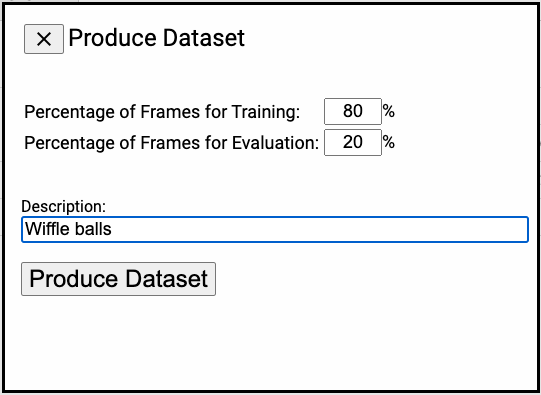 × Produce Dataset
Percentage of Frames for Training: 80 %
Percentage of Frames for Evaluation: 20 %
Description:
Wiffle balls
Produce Dataset